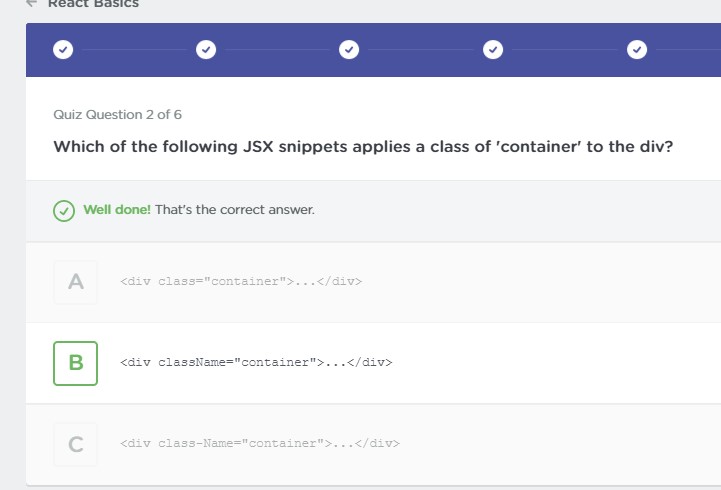 ← React Basics
Quiz Question 2 of 6
Which of the following JSX snippets applies a class of 'container' to the div?
Well done! That's the correct answer.
A <div class="container">...</div>
B <div className="container">...</div>
C <div class-Name="container">...</div>